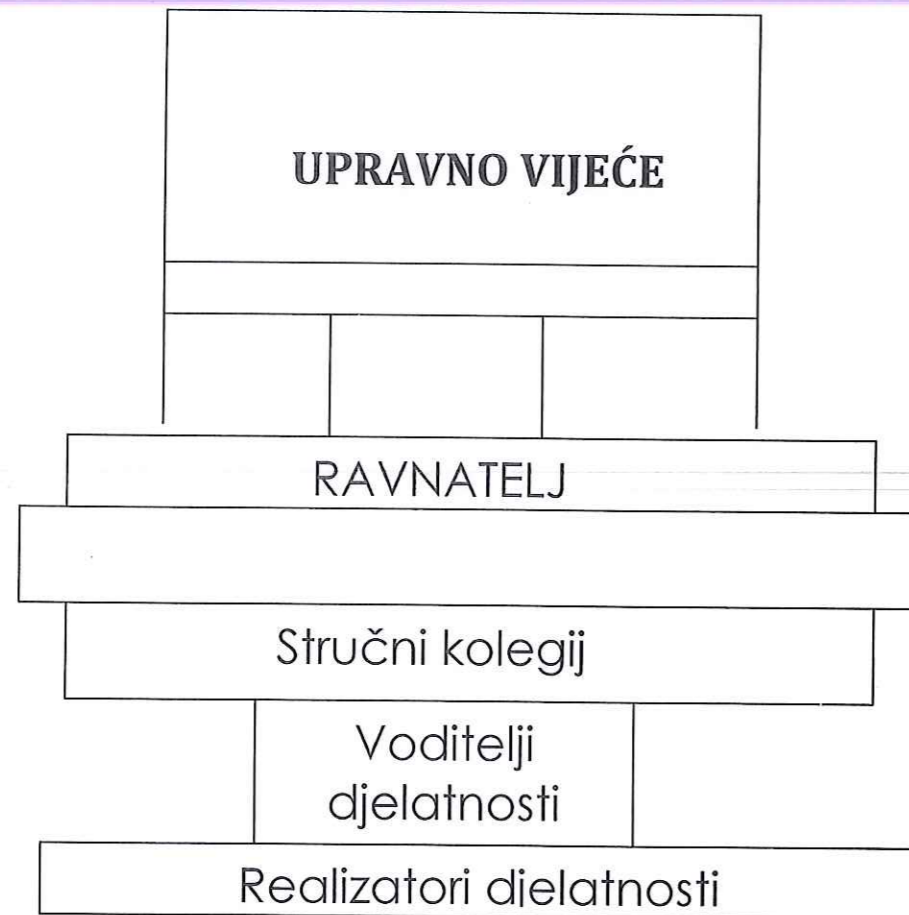 UPRAVNO VIJEĆE
RAVNATELJ
Stručni kolegij
Voditelji
djelatnosti
Realizatori djelatnosti